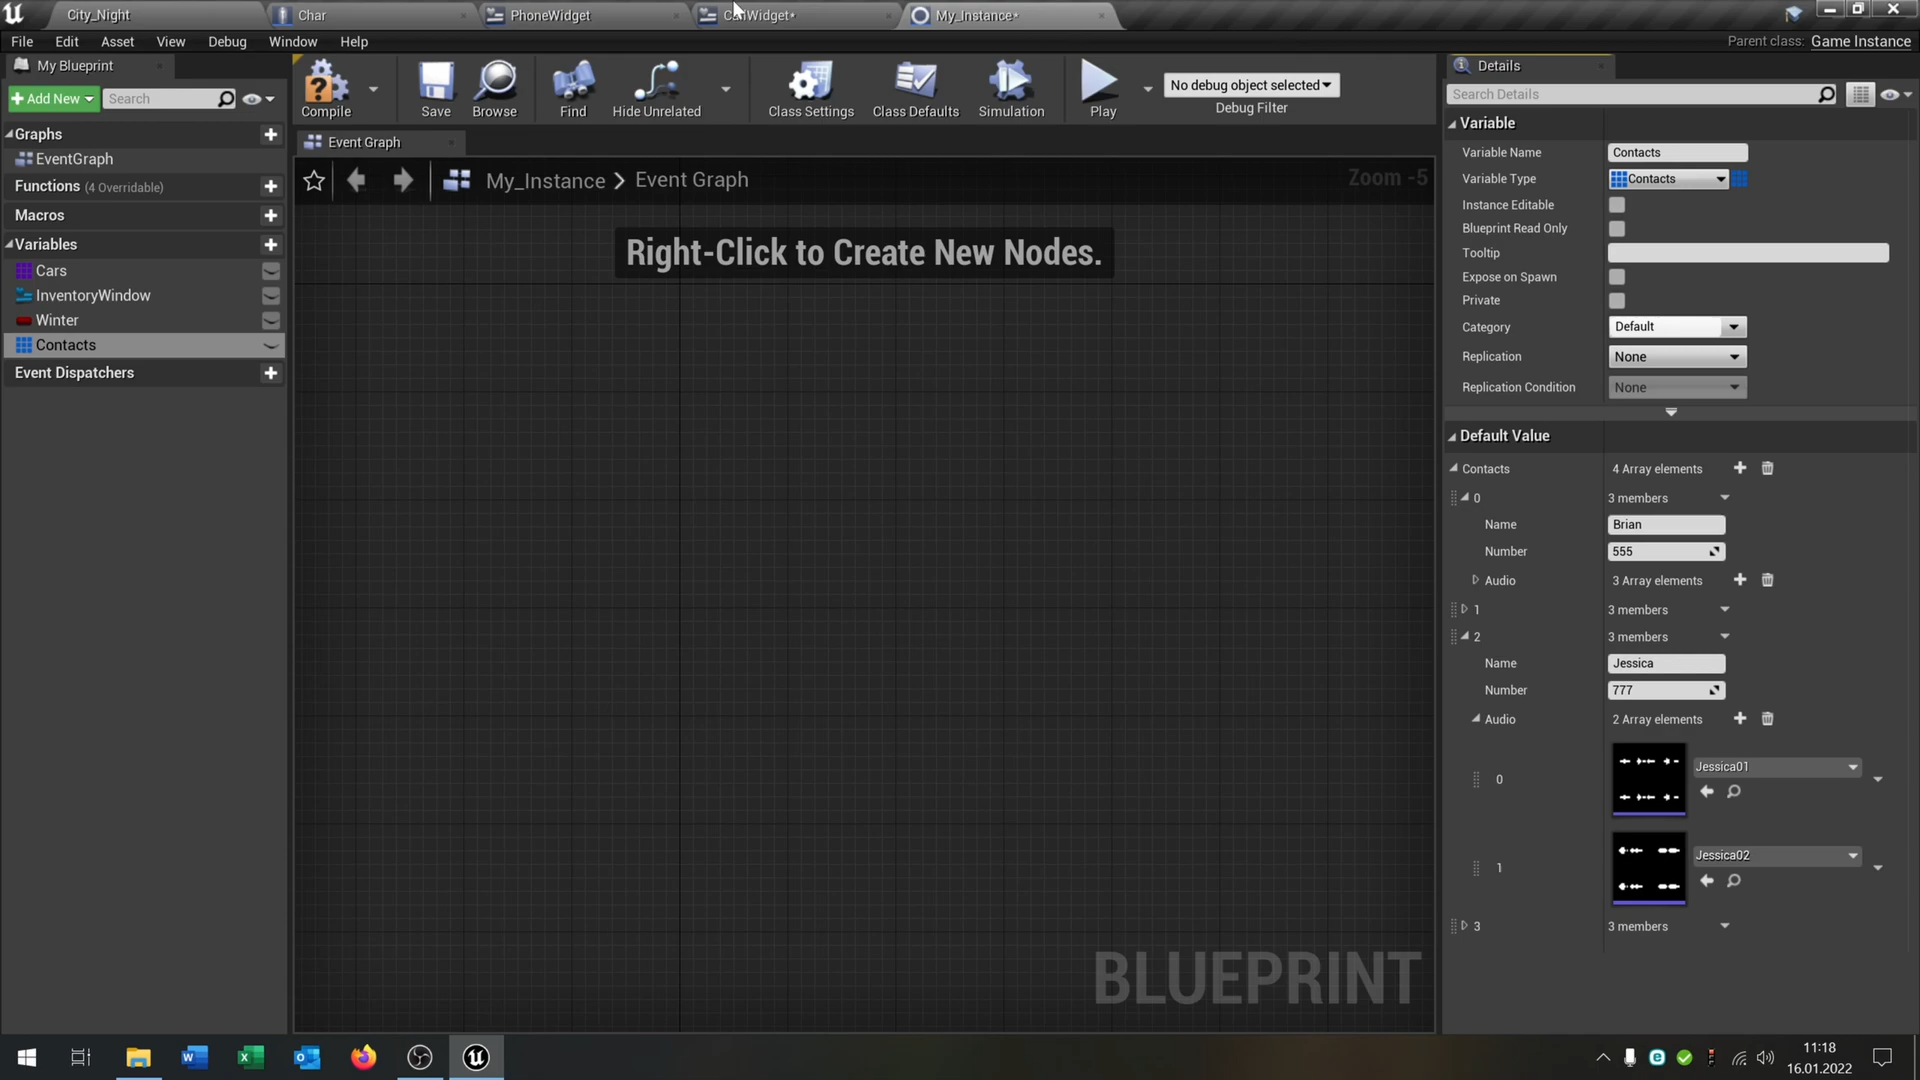 City_Night
Char
PhoneWidget
My_Instance*
File Edit Asset View Debug Window Help
Parent class: Game Instance
My Blueprint
Add New
Search
Compile
Save
Browse
Find
Hide Unrelated
Class Settings
Class Defaults
Simulation
Play
No debug object selected
Debug Filter
Details
Search Details
Graphs
EventGraph
Functions (4 Overridable)
Macros
Variables
Cars
InventoryWindow
Winter
Contacts
Event Dispatchers
Event Graph
My_Instance > Event Graph
Zoom -5
Right-Click to Create New Nodes.
BLUEPRINT
Variable
Variable Name Contacts
Variable Type Contacts
Instance Editable
Blueprint Read Only
Tooltip
Expose on Spawn
Private
Category Default
Replication None
Replication Condition None
Default Value
Contacts 4 Array elements
0 3 members
Name Brian
Number 555
Audio 3 Array elements
1 3 members
2 3 members
Name Jessica
Number 777
Audio 2 Array elements
0 Jessica01
1 Jessica02
3 3 members
11:18
16.01.2022